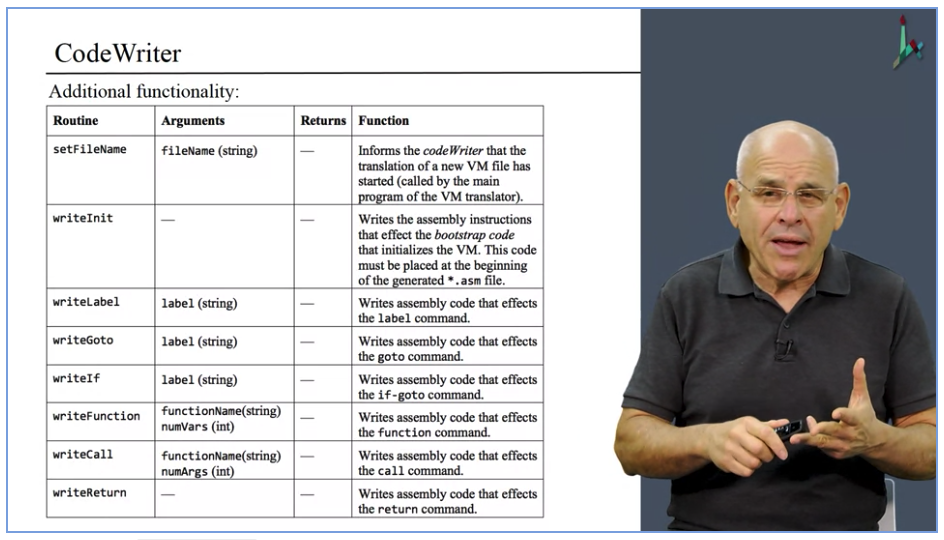 CodeWriter
Additional functionality:
Routine Arguments Returns Function
setFileName fileName (string) — Informs the codeWriter that the
translation of a new VM file has
started (called by the main
program of the VM translator).
writeInit — — Writes the assembly instructions
that effect the bootstrap code
that initializes the VM. This code
must be placed at the beginning
of the generated *.asm file.
writeLabel label (string) — Writes assembly code that effects
the label command.
writeGoto label (string) — Writes assembly code that effects
the goto command.
writeIf label (string) — Writes assembly code that effects
the if-goto command.
writeFunction functionName(string) — Writes assembly code that effects
numVars (int) the function command.
writeCall functionName(string) — Writes assembly code that effects
numArgs (int) the call command.
writeReturn — — Writes assembly code that effects
the return command.